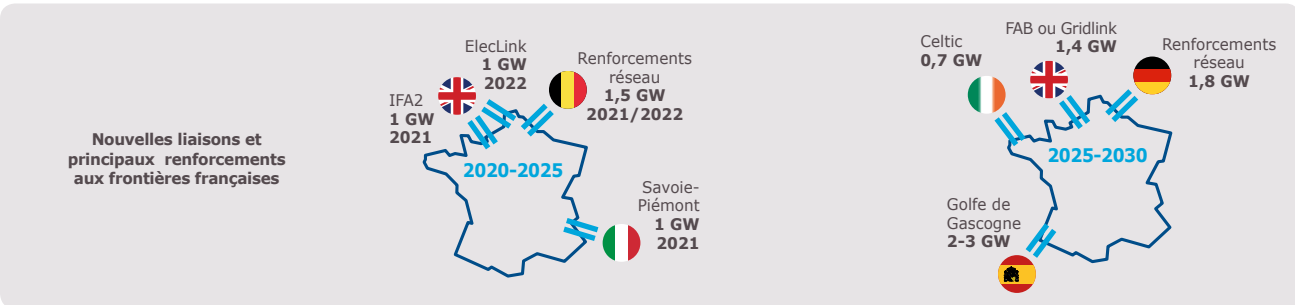 Nouvelles liaisons et
principaux renforcements
aux frontières françaises
ElecLink
1 GW
2022
Renforcements
réseau
1,5 GW
2021/2022
IFA2
1 GW
2021
2020-2025
Savoie-
Piémont
1 GW
2021
Celtic
0,7 GW
FAB ou Gridlink
1,4 GW
Renforcements
réseau
1,8 GW
2025-2030
Golfe de
Gascogne
2-3 GW